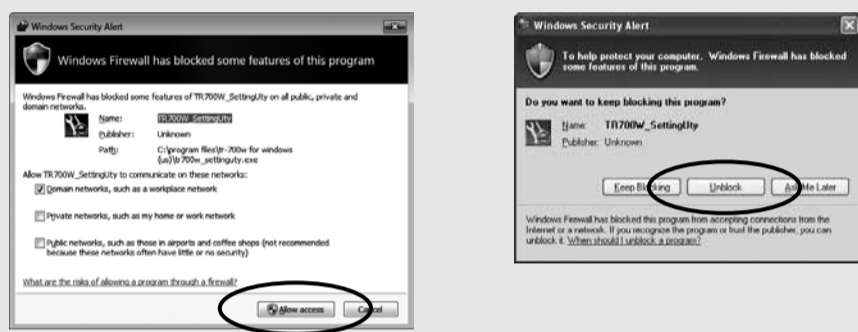 Windows Security Alert
Windows Firewall has blocked some features of this program
Windows Firewall has blocked some features of TR700W_SettingUty on all public, private and
domain networks.
Name: TR700W_SettingUty
Publisher: Unknown
Path: C:\program files\tr-700w for windows
(us)\tr700w_settinguty.exe
Allow TR700W_SettingUty to communicate on these networks:
Domain networks, such as a workplace network
Private networks, such as my home or work network
Public networks, such as those in airports and coffee shops (not recommended
because these networks often have little or no security)
What are the risks of allowing a program through a firewall?
Allow access Cancel
Windows Security Alert
To help protect your computer, Windows Firewall has blocked
some features of this program.
Do you want to keep blocking this program?
Name: TR700W_SettingUty
Publisher: Unknown
Keep Blocking Unblock Ask Me Later
Windows Firewall has blocked this program from accepting connections from the
Internet or a network. If you recognize the program or trust the publisher, you can
unblock it. When should I unblock a program?